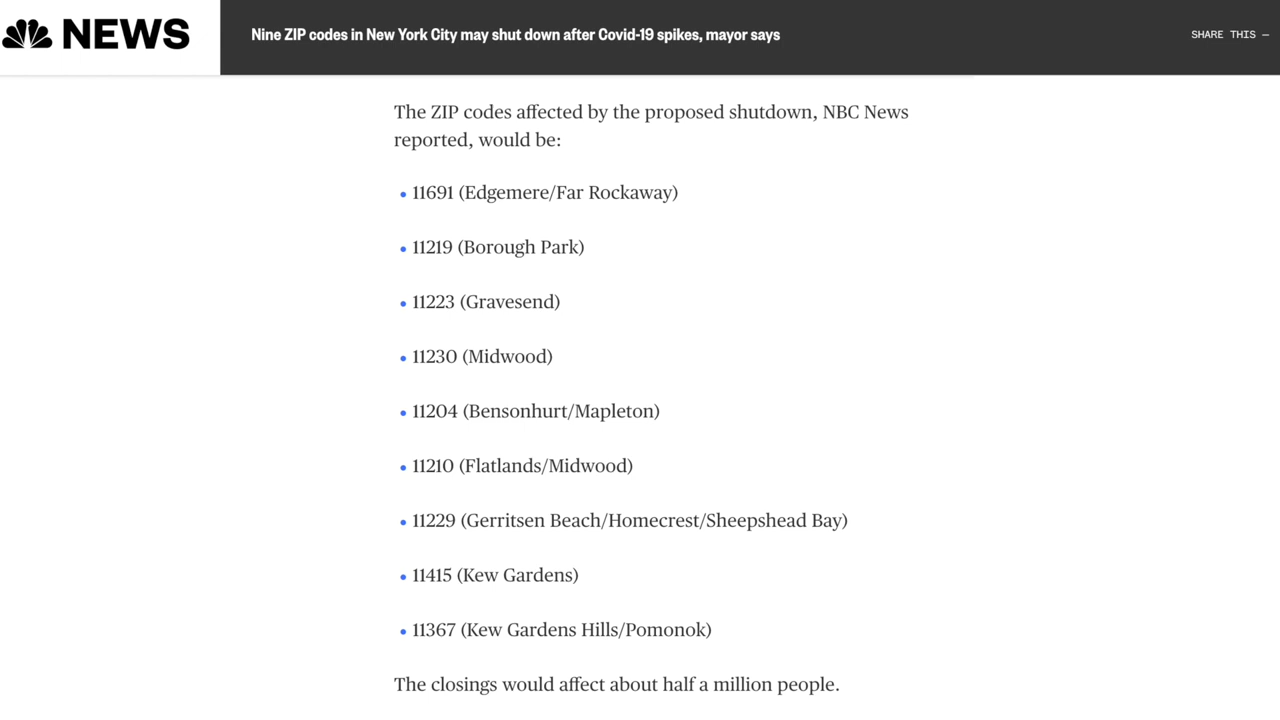 NEWS
Nine ZIP codes in New York City may shut down after Covid-19 spikes, mayor says
SHARE THIS —
The ZIP codes affected by the proposed shutdown, NBC News
reported, would be:
• 11691 (Edgemere/Far Rockaway)
• 11219 (Borough Park)
• 11223 (Gravesend)
• 11230 (Midwood)
• 11204 (Bensonhurt/Mapleton)
• 11210 (Flatlands/Midwood)
• 11229 (Gerritsen Beach/Homecrest/Sheepshead Bay)
• 11415 (Kew Gardens)
• 11367 (Kew Gardens Hills/Pomonok)
The closings would affect about half a million people.